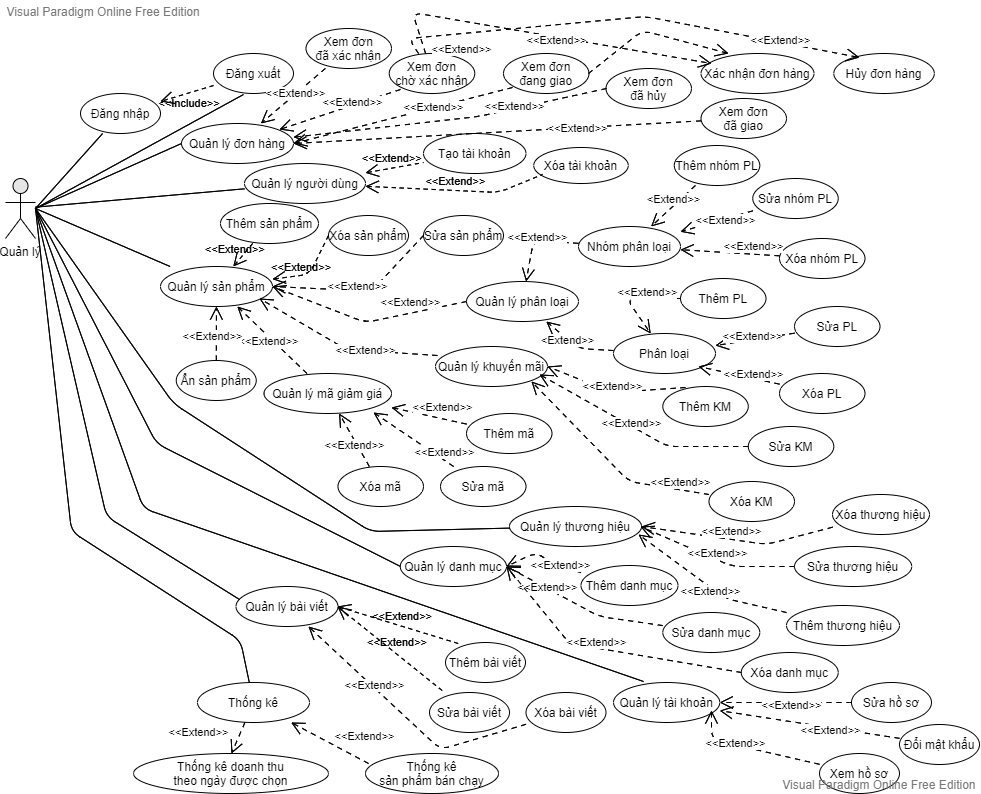 Visual Paradigm Online Free Edition
Xem đơn
đã xác nhận
<<Extend>>
<<Extend>>
<<Extend>>
Đăng xuất
Xem đơn
chờ xác nhận
Xem đơn
đang giao
Xác nhận đơn hàng
Hủy đơn hàng
Xem đơn
đã hủy
<<Include>>
<<Extend>>
<<Extend>>
<<Extend>>
<<Extend>>
Đăng nhập
Xem đơn
đã giao
<<Extend>>
Quản lý đơn hàng
Tạo tài khoản
<<Extend>>
Xóa tài khoản
Thêm nhóm PL
<<Extend>>
Quản lý người dùng
Sửa nhóm PL
<<Extend>>
<<Extend>>
Thêm sản phẩm
Xóa sản phẩm
Sửa sản phẩm
<<Extend>>
Nhóm phân loại
<<Extend>>
Quản lý
<<Extend>>
Xóa nhóm PL
<<Extend>>
Quản lý sản phẩm
<<Extend>>
<<Extend>>
Quản lý phân loại
<<Extend>>
Thêm PL
Sửa PL
<<Extend>>
<<Extend>>
<<Extend>>
<<Extend>>
<<Extend>>
Phân loại
Quản lý khuyến mãi
<<Extend>>
Ẩn sản phẩm
Quản lý mã giảm giá
<<Extend>>
Xóa PL
<<Extend>>
Thêm KM
<<Extend>>
Thêm mã
<<Extend>>
<<Extend>>
Sửa KM
<<Extend>>
Xóa mã
Sửa mã
Xóa KM
Quản lý thương hiệu
<<Extend>>
Xóa thương hiệu
<<Extend>>
Quản lý danh mục
<<Extend>>
Sửa thương hiệu
<<Extend>>
Thêm danh mục
<<Extend>>
Quản lý bài viết
<<Extend>>
Thêm thương hiệu
Sửa danh mục
<<Extend>>
<<Extend>>
Thêm bài viết
Xóa danh mục
<<Extend>>
Thống kê
Sửa bài viết
Xóa bài viết
Quản lý tài khoản
<<Extend>>
Sửa hồ sơ
<<Extend>>
<<Extend>>
<<Extend>>
<<Extend>>
Đổi mật khẩu
Thống kê doanh thu
theo ngày được chọn
Thống kê
sản phẩm bán chạy
Xem hồ sơ
Visual Paradigm Online Free Edition